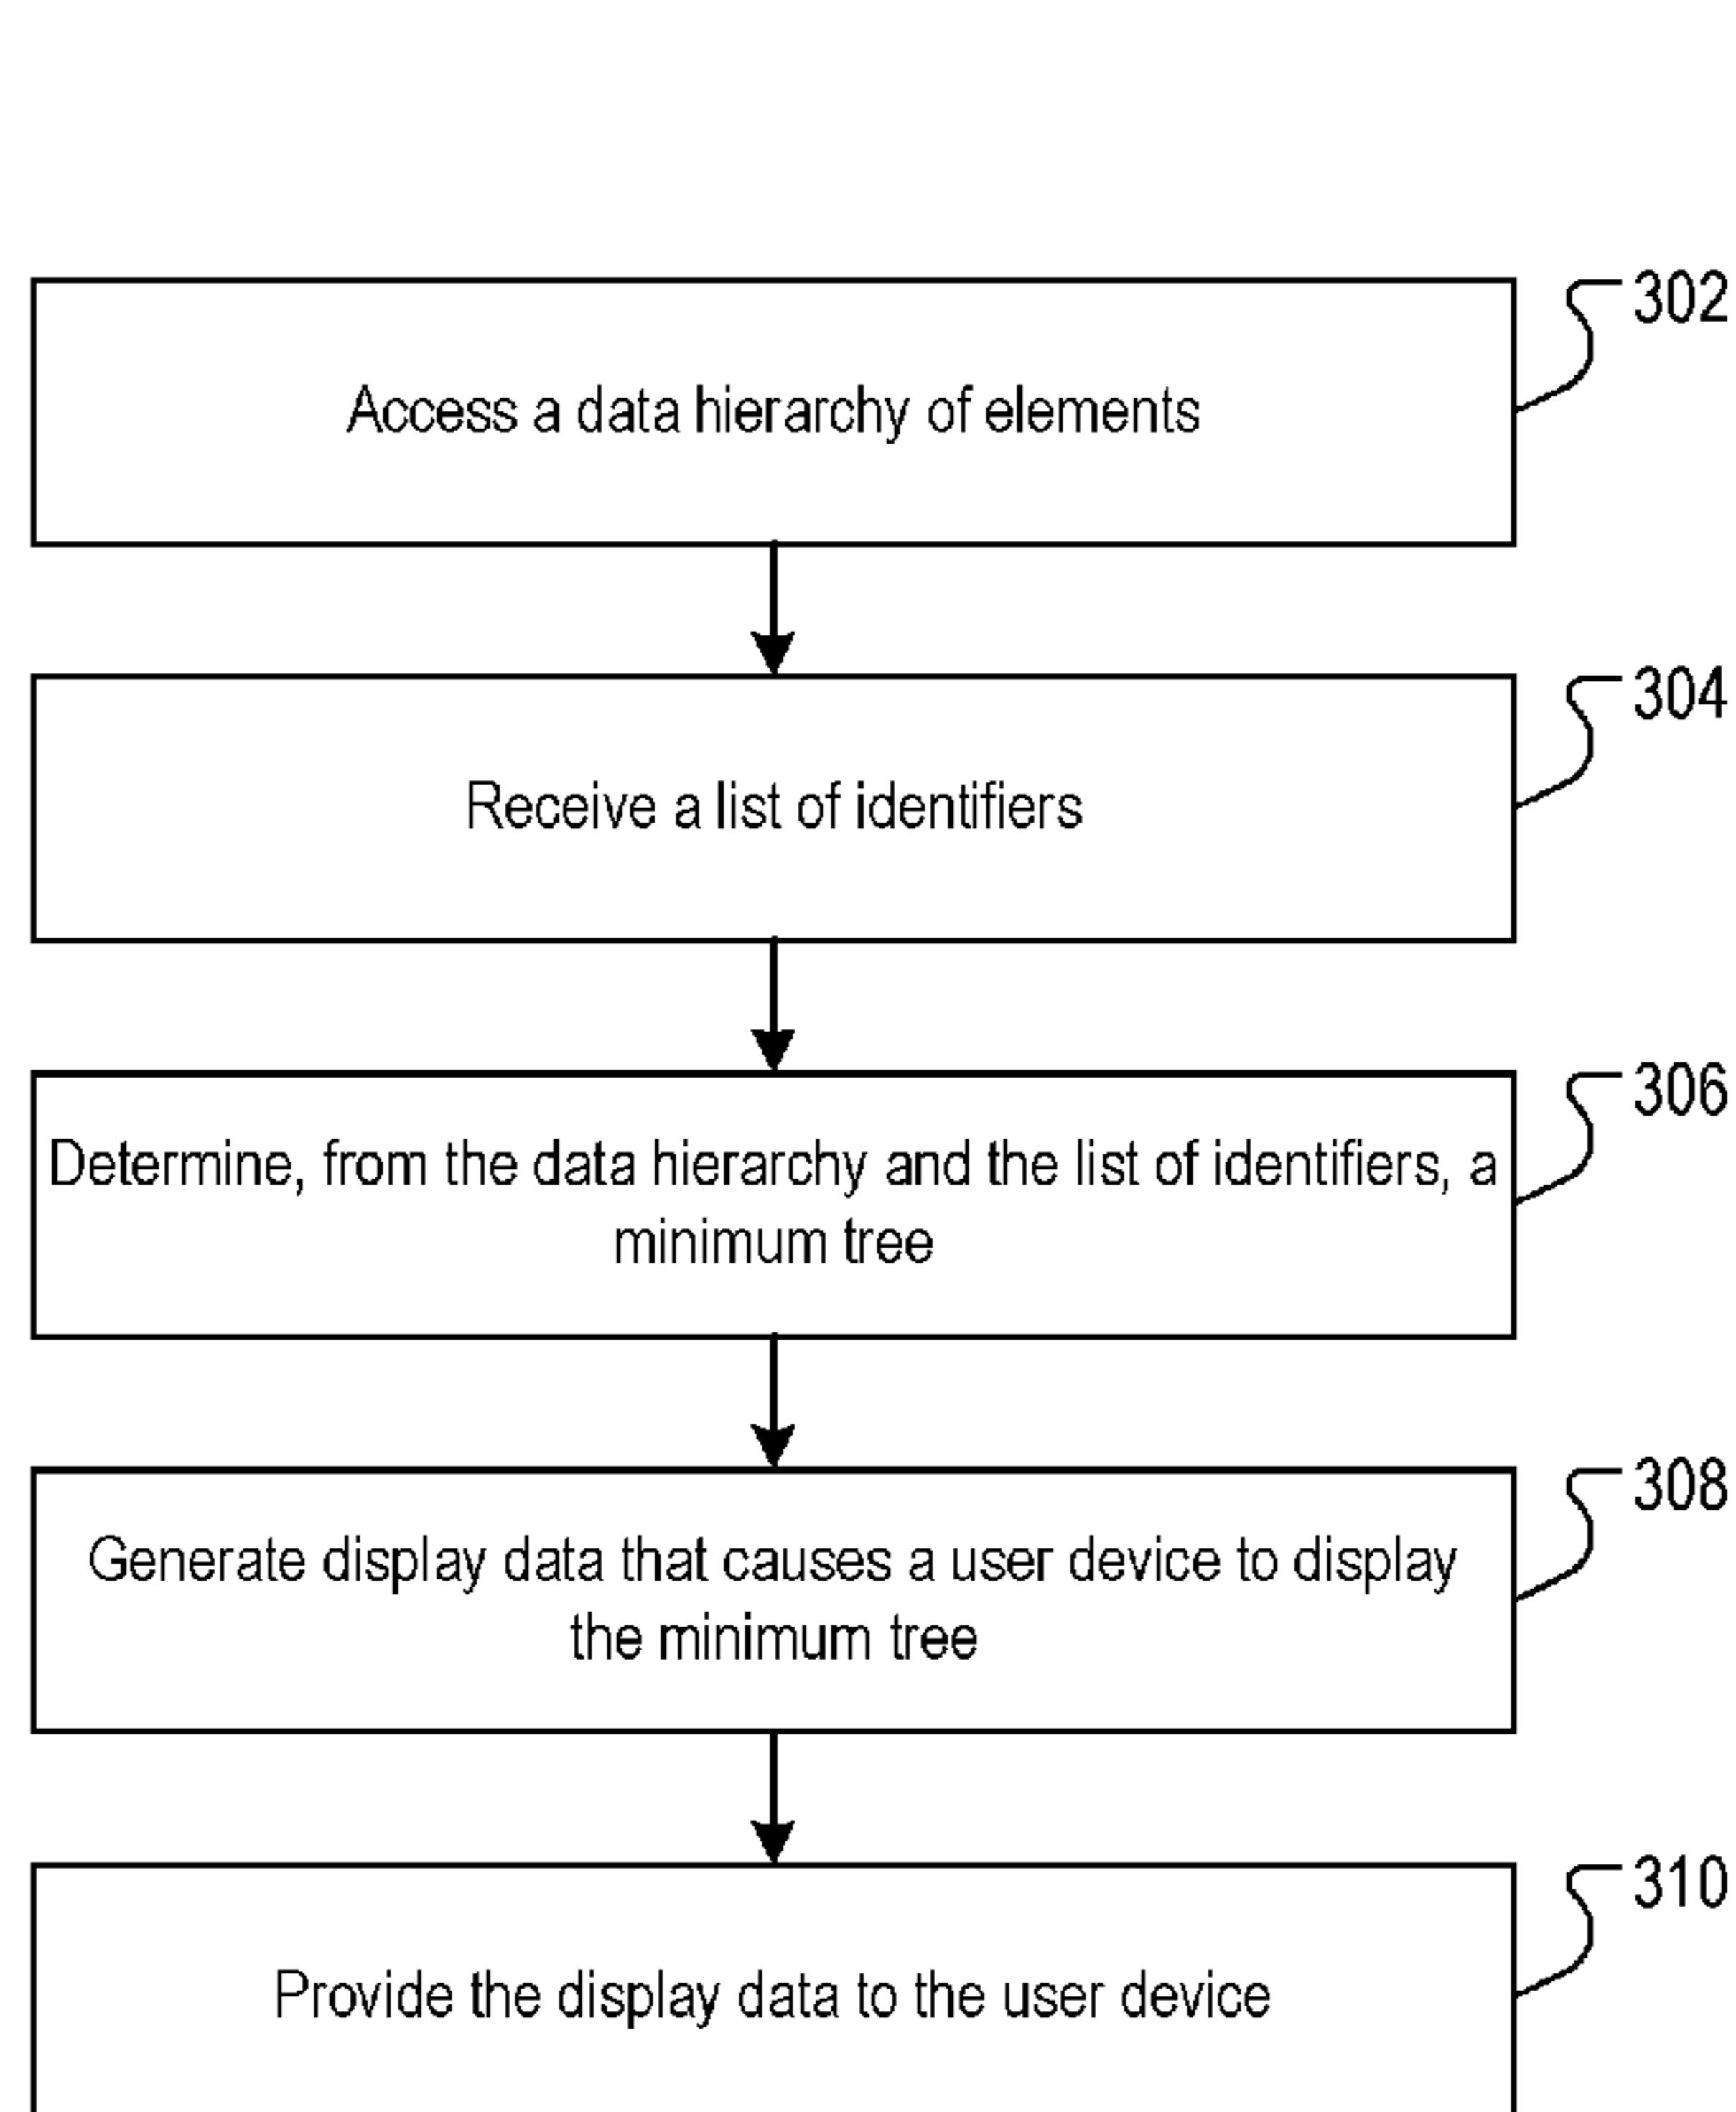 302
Access a data hierarchy of elements
304
Receive a list of identifiers
306
Determine, from the data hierarchy and the list of identifiers, a
minimum tree
308
Generate display data that causes a user device to display
the minimum tree
310
Provide the display data to the user device